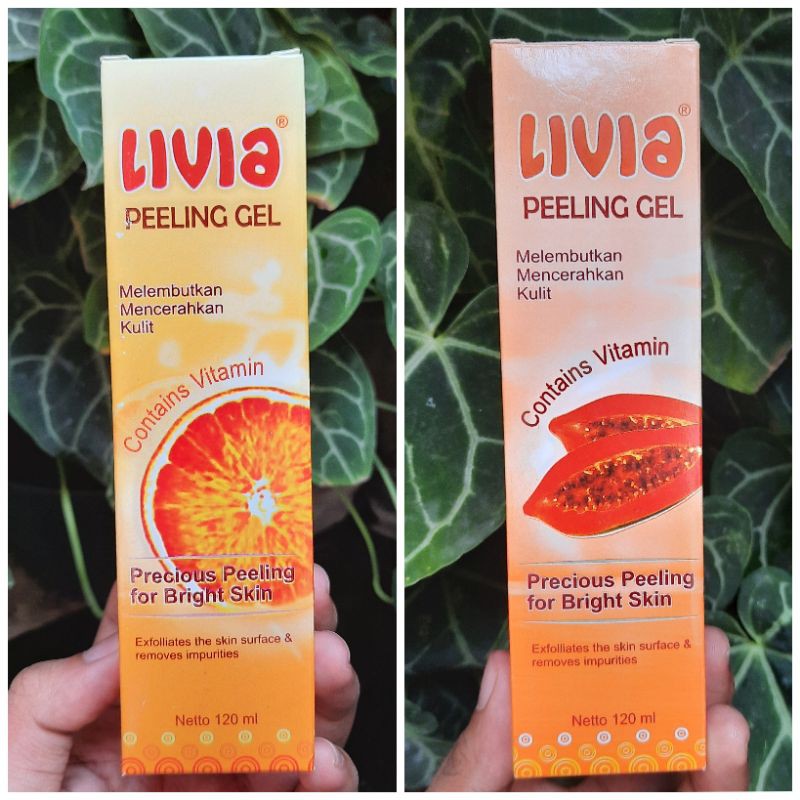 LIVIa®
PEELING GEL
Melembutkan
Mencerahkan
Kulit
Contains Vitamin
Precious Peeling
for Bright Skin
Exfolliates the skin surface &
removes impurities
Netto 120 ml
LIVIa®
PEELING GEL
Melembutkan
Mencerahkan
Kulit
Contains Vitamin
Precious Peeling
for Bright Skin
Exfolliates the skin surface &
removes impurities
Netto 120 ml